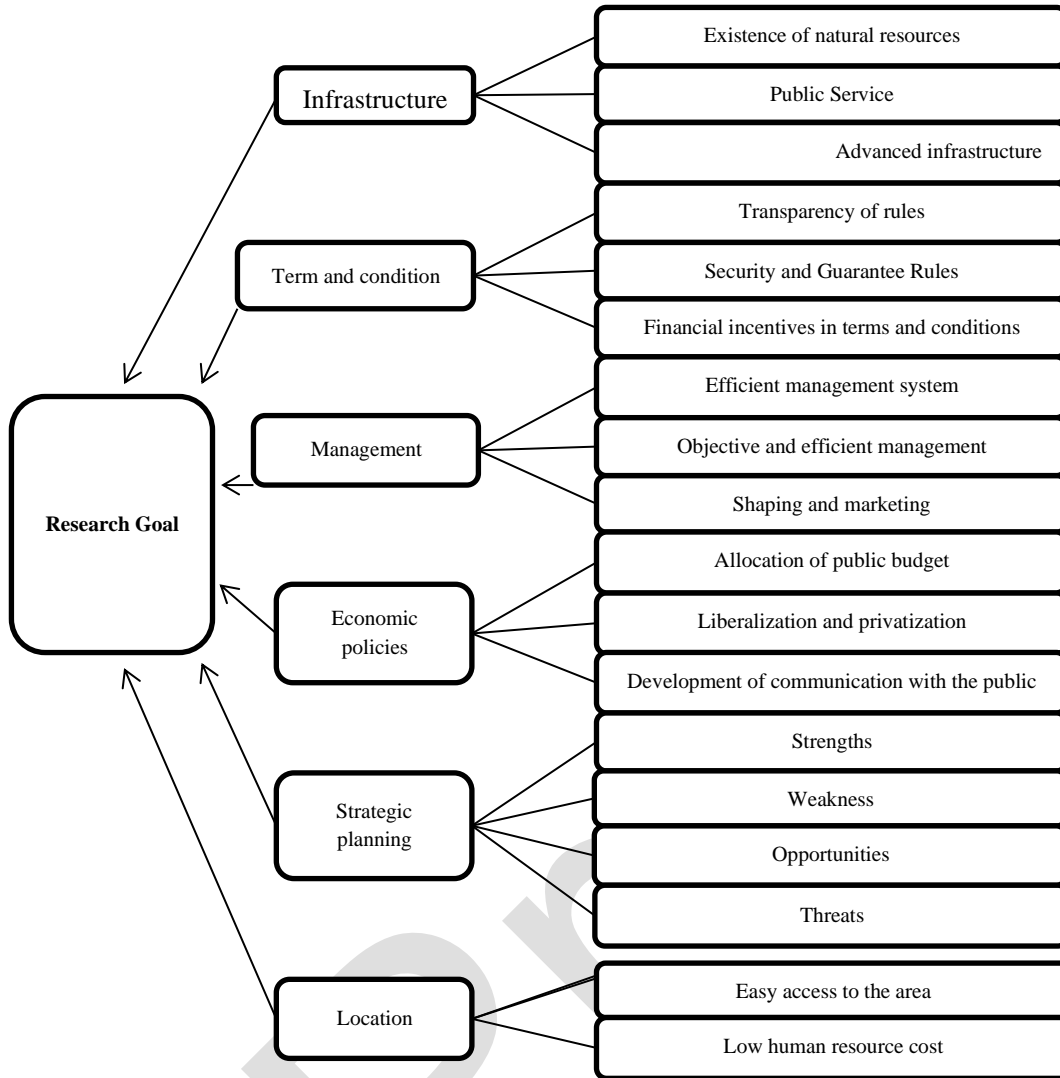 Existence of natural resources
Infrastructure
Public Service
Advanced infrastructure
Transparency of rules
Term and condition
Security and Guarantee Rules
Financial incentives in terms and conditions
Efficient management system
Management
Objective and efficient management
Shaping and marketing
Research Goal
Allocation of public budget
Economic
policies
Liberalization and privatization
Development of communication with the public
Strengths
Weakness
Strategic
planning
Opportunities
Threats
Easy access to the area
Location
Low human resource cost